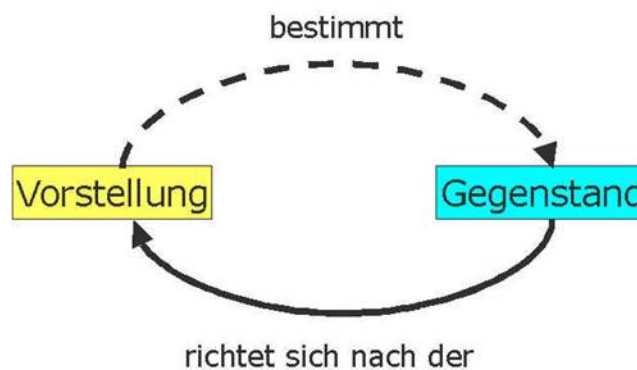 bestimmt
Vorstellung
Gegenstand
richtet sich nach der